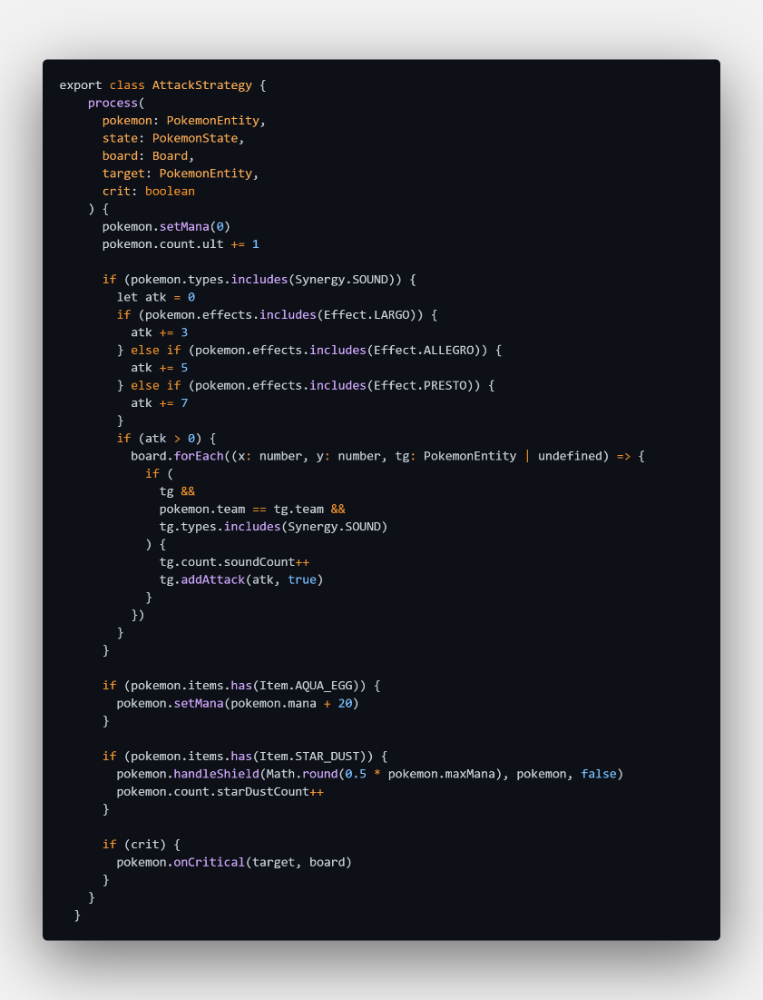 export class AttackStrategy {
    process(
      pokemon: PokemonEntity,
      state: PokemonState,
      board: Board,
      target: PokemonEntity,
      crit: boolean
    ) {
      pokemon.setMana(0)
      pokemon.count.ult += 1

      if (pokemon.types.includes(Synergy.SOUND)) {
        let atk = 0
        if (pokemon.effects.includes(Effect.LARGO)) {
          atk += 3
        } else if (pokemon.effects.includes(Effect.ALLEGRO)) {
          atk += 5
        } else if (pokemon.effects.includes(Effect.PRESTO)) {
          atk += 7
        }
        if (atk > 0) {
          board.forEach((x: number, y: number, tg: PokemonEntity | undefined) => {
            if (
              tg &&
              pokemon.team == tg.team &&
              tg.types.includes(Synergy.SOUND)
            ) {
              tg.count.soundCount++
              tg.addAttack(atk, true)
            }
          })
        }
      }

      if (pokemon.items.has(Item.AQUA_EGG)) {
        pokemon.setMana(pokemon.mana + 20)
      }

      if (pokemon.items.has(Item.STAR_DUST)) {
        pokemon.handleShield(Math.round(0.5 * pokemon.maxMana), pokemon, false)
        pokemon.count.starDustCount++
      }

      if (crit) {
        pokemon.onCritical(target, board)
      }
    }
  }